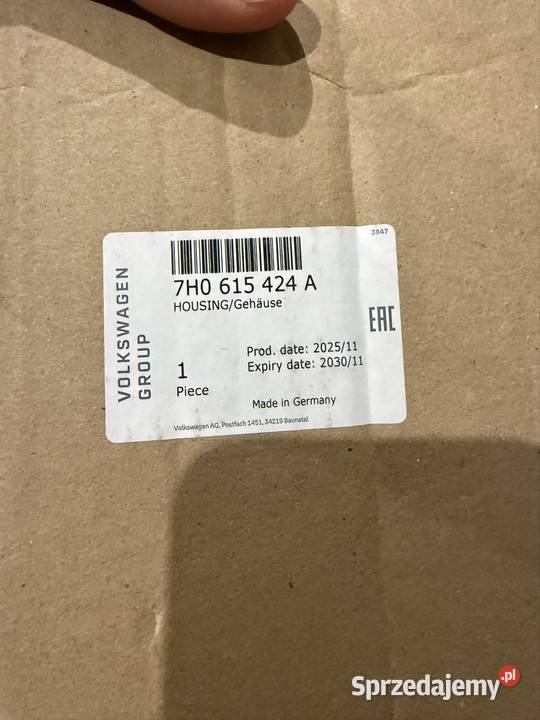 3847
7H0 615 424 A
HOUSING/Gehäuse
VOLKSWAGEN
GROUP
EAC
Prod. date: 2025/11
Expiry date: 2030/11
1
Piece
Made in Germany
Volkswagen AG, Postfach 1451, 34219 Baunatal
Sprzedajemy.pl